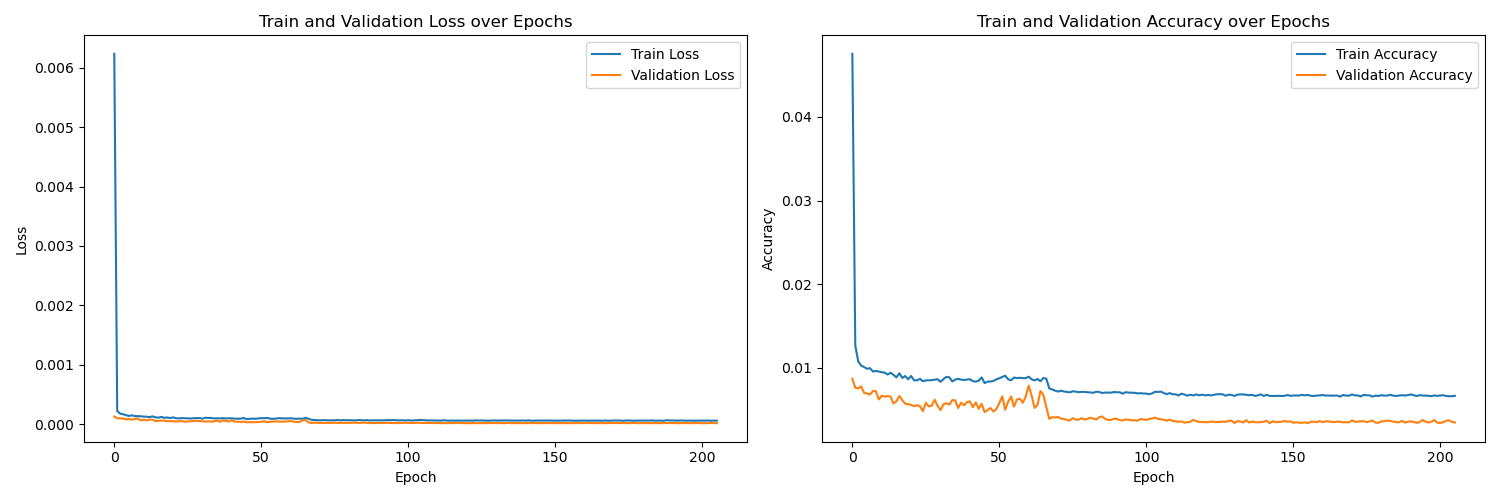 Train and Validation Loss over Epochs
Train Loss
Validation Loss
0.006
0.005
0.004
0.003
0.002
0.001
0.000
Loss
0
50
100
150
200
Epoch
Train and Validation Accuracy over Epochs
Train Accuracy
Validation Accuracy
0.04
0.03
0.02
0.01
Accuracy
0
50
100
150
200
Epoch